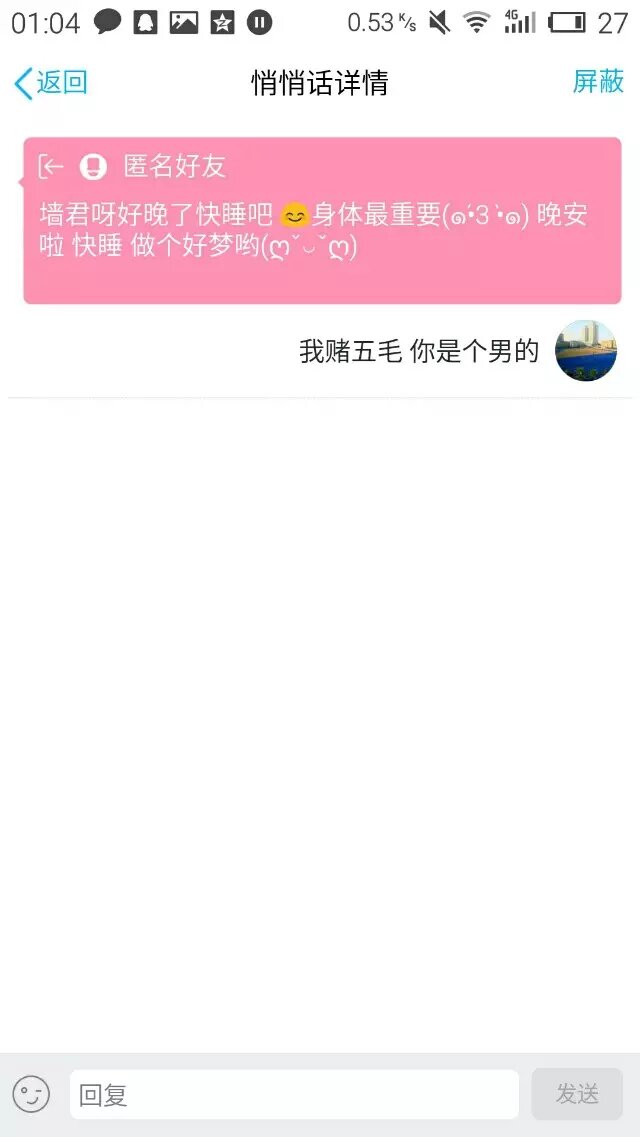 01:04 0.53 K/s 4G 27
返回 悄悄话详情 屏蔽
匿名好友
墙君呀好晚了快睡吧 😊身体最重要(๑•́3•̀๑) 晚安
啦 快睡 做个好梦哟(ღˇ◡ˇღ)
我赌五毛 你是个男的
回复 发送